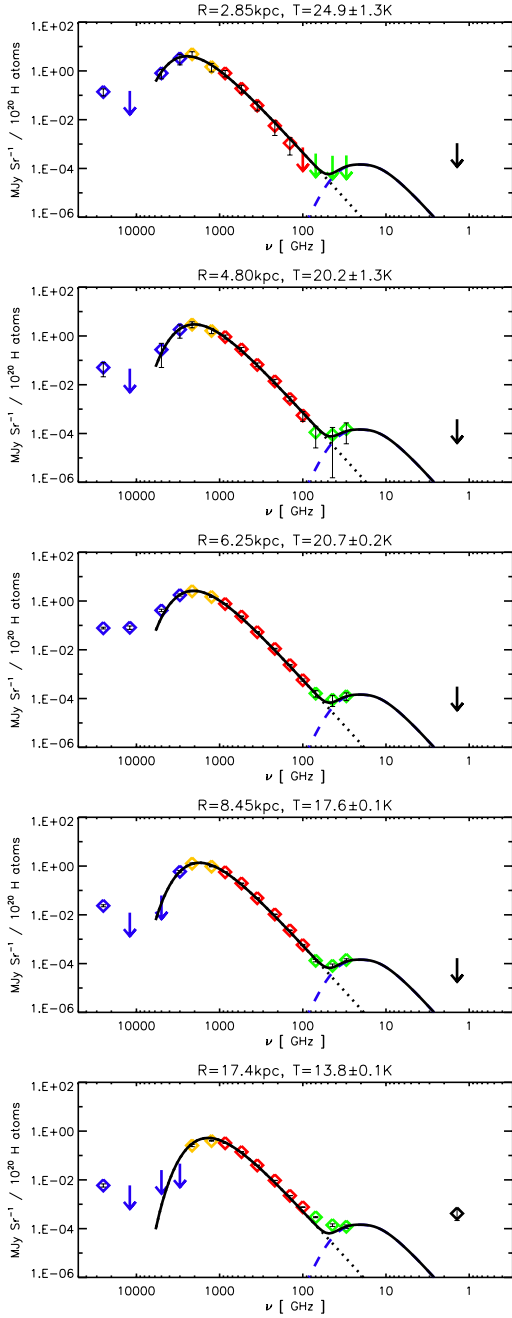 R=2.85kpc, T=24.9±1.3K
1.E+02
1.E+00
1.E−02
1.E−04
1.E−06
MJy Sr⁻¹ / 10²⁰ H atoms
10000 1000 100 10 1
ν [ GHz ]
R=4.80kpc, T=20.2±1.3K
1.E+02
1.E+00
1.E−02
1.E−04
1.E−06
MJy Sr⁻¹ / 10²⁰ H atoms
10000 1000 100 10 1
ν [ GHz ]
R=6.25kpc, T=20.7±0.2K
1.E+02
1.E+00
1.E−02
1.E−04
1.E−06
MJy Sr⁻¹ / 10²⁰ H atoms
10000 1000 100 10 1
ν [ GHz ]
R=8.45kpc, T=17.6±0.1K
1.E+02
1.E+00
1.E−02
1.E−04
1.E−06
MJy Sr⁻¹ / 10²⁰ H atoms
10000 1000 100 10 1
ν [ GHz ]
R=17.4kpc, T=13.8±0.1K
1.E+02
1.E+00
1.E−02
1.E−04
1.E−06
MJy Sr⁻¹ / 10²⁰ H atoms
10000 1000 100 10 1
ν [ GHz ]